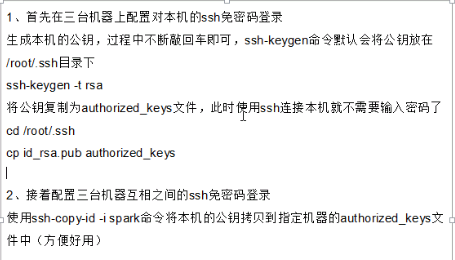 1、首先在三台机器上配置对本机的ssh免密码登录
生成本机的公钥，过程中不断敲回车即可，ssh-keygen命令默认会将公钥放在
/root/.ssh目录下
ssh-keygen -t rsa
将公钥复制为authorized_keys文件，此时使用ssh连接本机就不需要输入密码了
cd /root/.ssh
cp id_rsa.pub authorized_keys
2、接着配置三台机器互相之间的ssh免密码登录
使用ssh-copy-id -i spark命令将本机的公钥拷贝到指定机器的authorized_keys文
件中（方便好用）